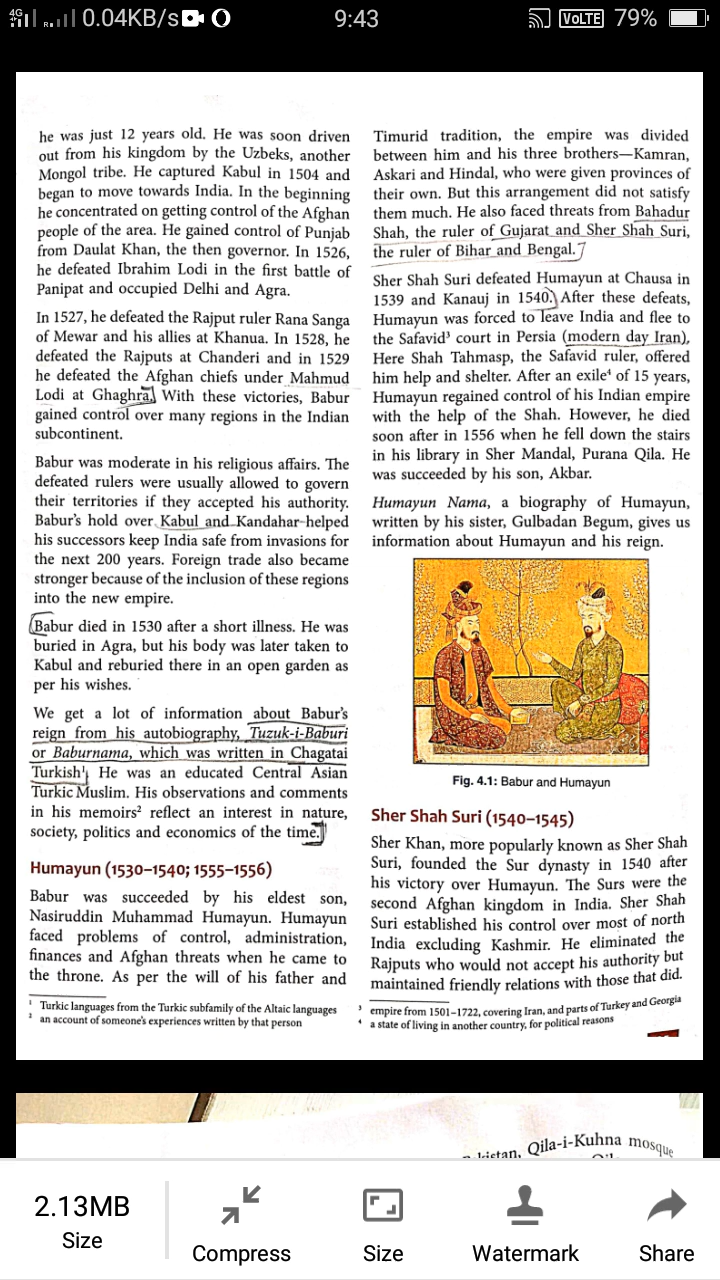 4G R 0.04KB/s 9:43 VoLTE 79%
he was just 12 years old. He was soon driven
out from his kingdom by the Uzbeks, another
Mongol tribe. He captured Kabul in 1504 and
began to move towards India. In the beginning
he concentrated on getting control of the Afghan
people of the area. He gained control of Punjab
from Daulat Khan, the then governor. In 1526,
he defeated Ibrahim Lodi in the first battle of
Panipat and occupied Delhi and Agra.
In 1527, he defeated the Rajput ruler Rana Sanga
of Mewar and his allies at Khanua. In 1528, he
defeated the Rajputs at Chanderi and in 1529
he defeated the Afghan chiefs under Mahmud
Lodi at Ghaghra. With these victories, Babur
gained control over many regions in the Indian
subcontinent.
Babur was moderate in his religious affairs. The
defeated rulers were usually allowed to govern
their territories if they accepted his authority.
Babur's hold over Kabul and Kandahar helped
his successors keep India safe from invasions for
the next 200 years. Foreign trade also became
stronger because of the inclusion of these regions
into the new empire.
Babur died in 1530 after a short illness. He was
buried in Agra, but his body was later taken to
Kabul and reburied there in an open garden as
per his wishes.
We get a lot of information about Babur's
reign from his autobiography, Tuzuk-i-Baburi
or Baburnama, which was written in Chagatai
Turkish¹. He was an educated Central Asian
Turkic Muslim. His observations and comments
in his memoirs² reflect an interest in nature,
society, politics and economics of the time.
Humayun (1530–1540; 1555–1556)
Babur was succeeded by his eldest son,
Nasiruddin Muhammad Humayun. Humayun
faced problems of control, administration,
finances and Afghan threats when he came to
the throne. As per the will of his father and
¹ Turkic languages from the Turkic subfamily of the Altaic languages
² an account of someone's experiences written by that person
Timurid tradition, the empire was divided
between him and his three brothers—Kamran,
Askari and Hindal, who were given provinces of
their own. But this arrangement did not satisfy
them much. He also faced threats from Bahadur
Shah, the ruler of Gujarat and Sher Shah Suri,
the ruler of Bihar and Bengal.
Sher Shah Suri defeated Humayun at Chausa in
1539 and Kanauj in 1540. After these defeats,
Humayun was forced to leave India and flee to
the Safavid³ court in Persia (modern day Iran).
Here Shah Tahmasp, the Safavid ruler, offered
him help and shelter. After an exile⁴ of 15 years,
Humayun regained control of his Indian empire
with the help of the Shah. However, he died
soon after in 1556 when he fell down the stairs
in his library in Sher Mandal, Purana Qila. He
was succeeded by his son, Akbar.
Humayun Nama, a biography of Humayun,
written by his sister, Gulbadan Begum, gives us
information about Humayun and his reign.
Fig. 4.1: Babur and Humayun
Sher Shah Suri (1540–1545)
Sher Khan, more popularly known as Sher Shah
Suri, founded the Sur dynasty in 1540 after
his victory over Humayun. The Surs were the
second Afghan kingdom in India. Sher Shah
Suri established his control over most of north
India excluding Kashmir. He eliminated the
Rajputs who would not accept his authority but
maintained friendly relations with those that did.
³ empire from 1501–1722, covering Iran, and parts of Turkey and Georgia
⁴ a state of living in another country, for political reasons
Qila-i-Kuhna mosque
2.13MB
Size
Compress
Size
Watermark
Share